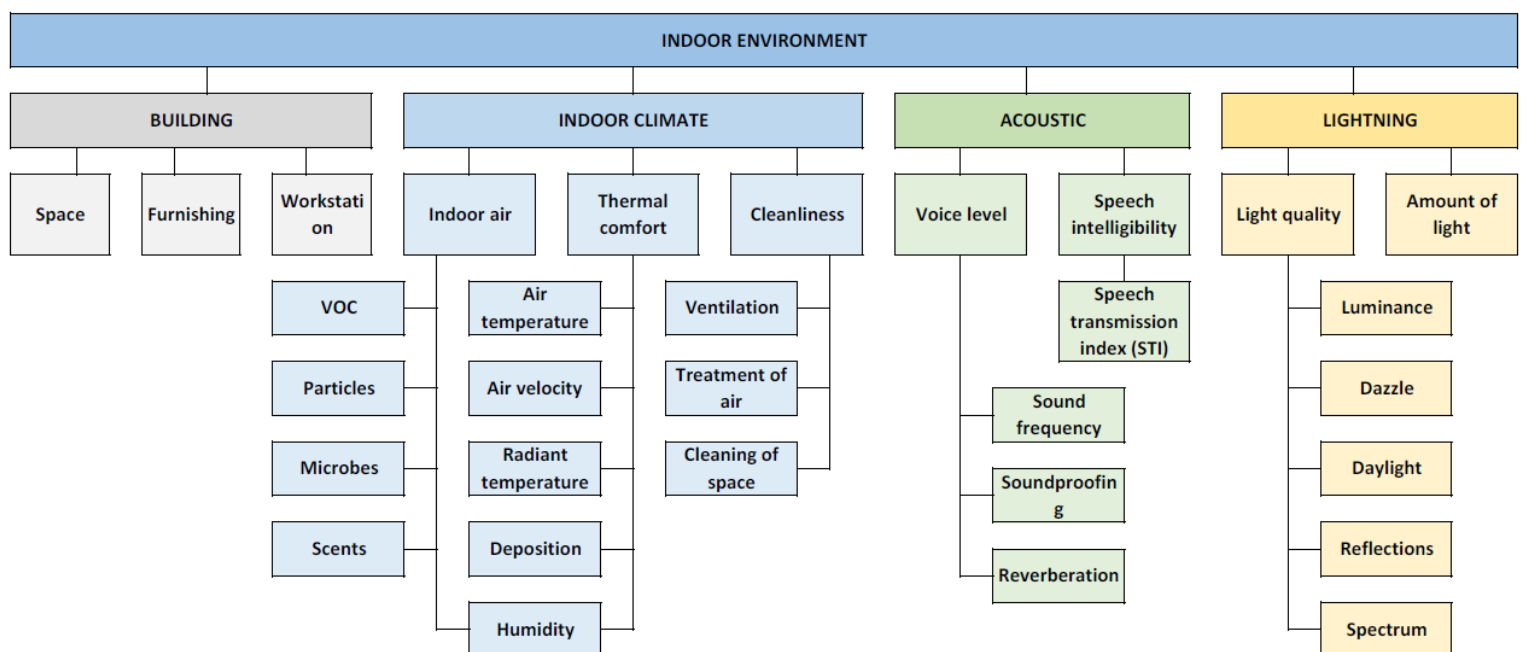 INDOOR ENVIRONMENT
BUILDING
INDOOR CLIMATE
ACOUSTIC
LIGHTNING
Space
Furnishing
Workstati
on
Indoor air
Thermal
comfort
Cleanliness
Voice level
Speech
intelligibility
Light quality
Amount of
light
VOC
Air
temperature
Ventilation
Speech
transmission
index (STI)
Luminance
Particles
Air velocity
Treatment of
air
Sound
frequency
Dazzle
Microbes
Radiant
temperature
Cleaning of
space
Soundproofin
g
Daylight
Scents
Deposition
Reverberation
Reflections
Humidity
Spectrum